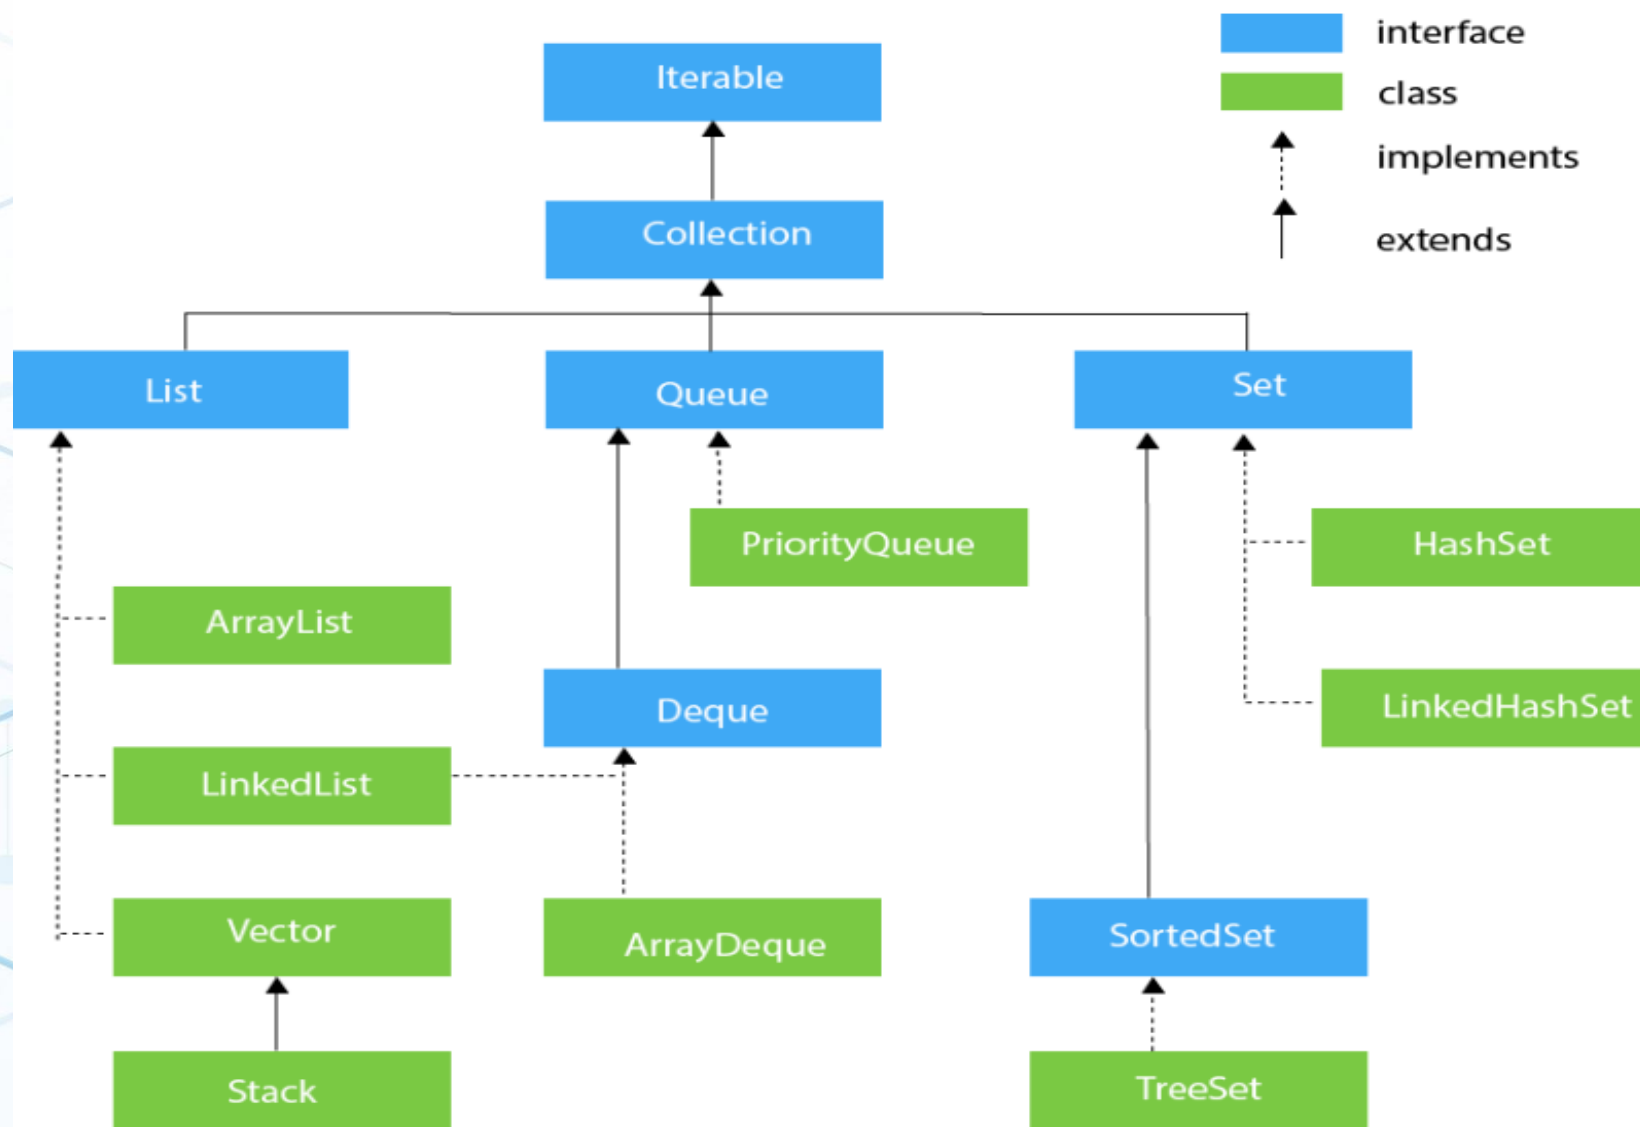 interface
Iterable
class
implements
Collection
extends
List
Queue
Set
PriorityQueue
HashSet
ArrayList
Deque
LinkedHashSet
LinkedList
Vector
ArrayDeque
SortedSet
Stack
TreeSet